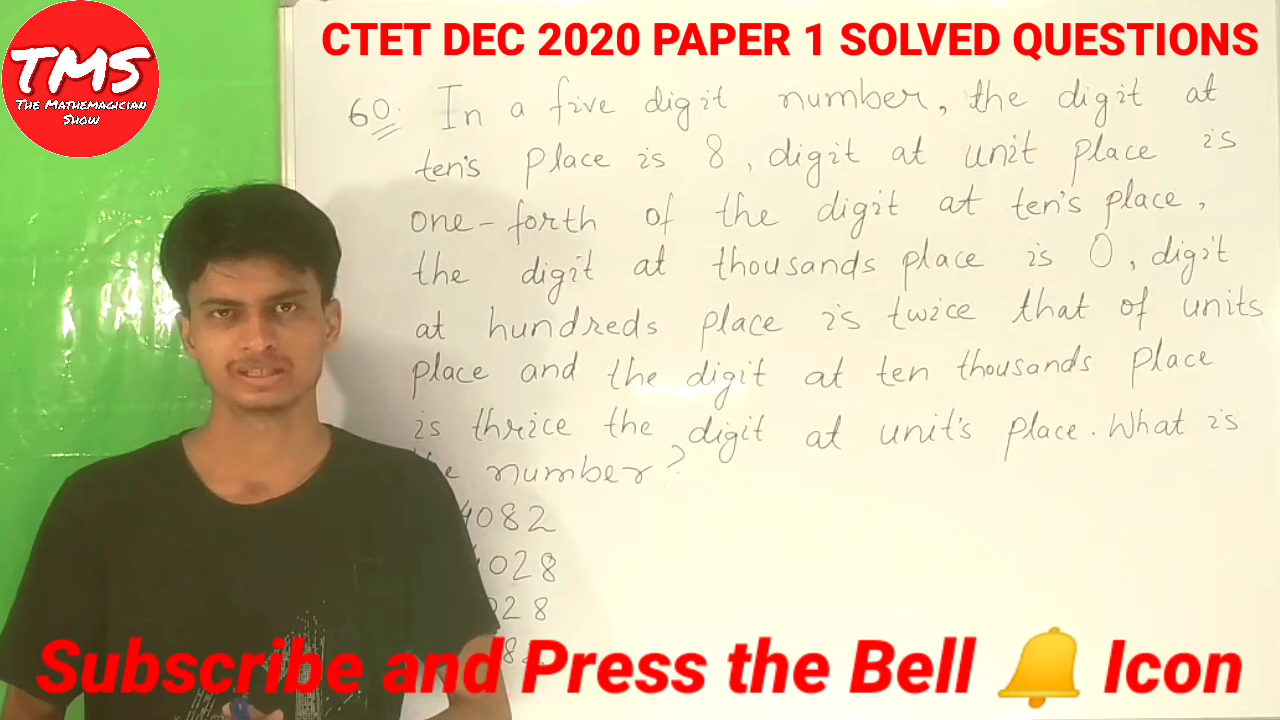 CTET DEC 2020 PAPER 1 SOLVED QUESTIONS
TMS
The Mathemagician
Show
60. In a five digit number, the digit at
ten's place is 8, digit at unit place is
one-forth of the digit at ten's place,
the digit at thousands place is 0, digit
at hundreds place is twice that of units
place and the digit at ten thousands place
is thrice the digit at unit's place. What is
number?
4082
028
28
Subscribe and Press the Bell 🔔 Icon